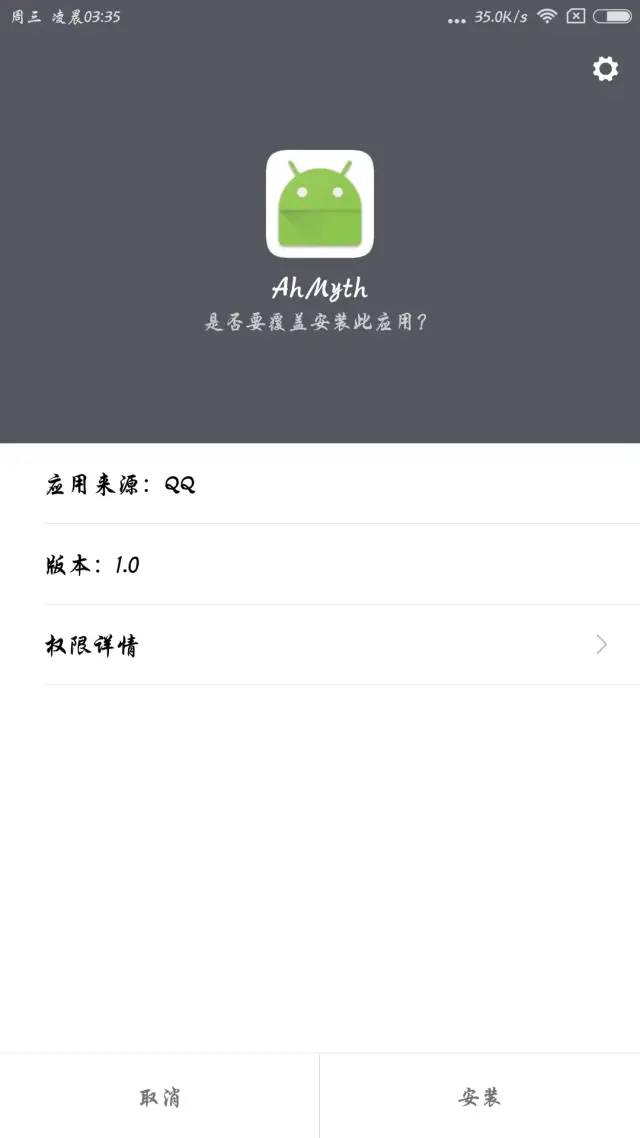 周三 凌晨03:35
... 35.0K/s
AhMyth
是否要覆盖安装此应用？
应用来源：QQ
版本：1.0
权限详情
取消
安装